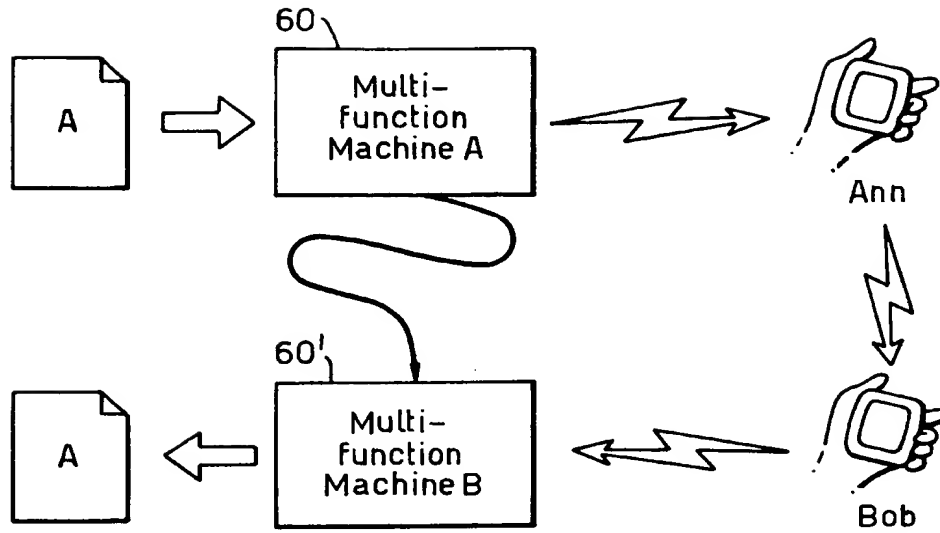 60
A
Multi-
function
Machine A
Ann
60'
A
Multi-
function
Machine B
Bob